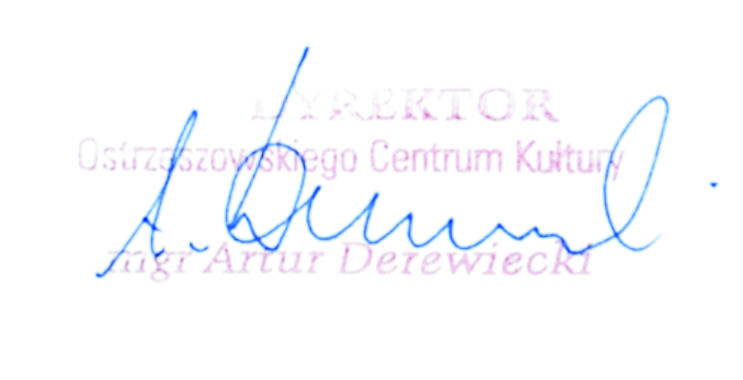 DYREKTOR
Ostrzeszowskiego Centrum Kultury
mgr Artur Derewiecki